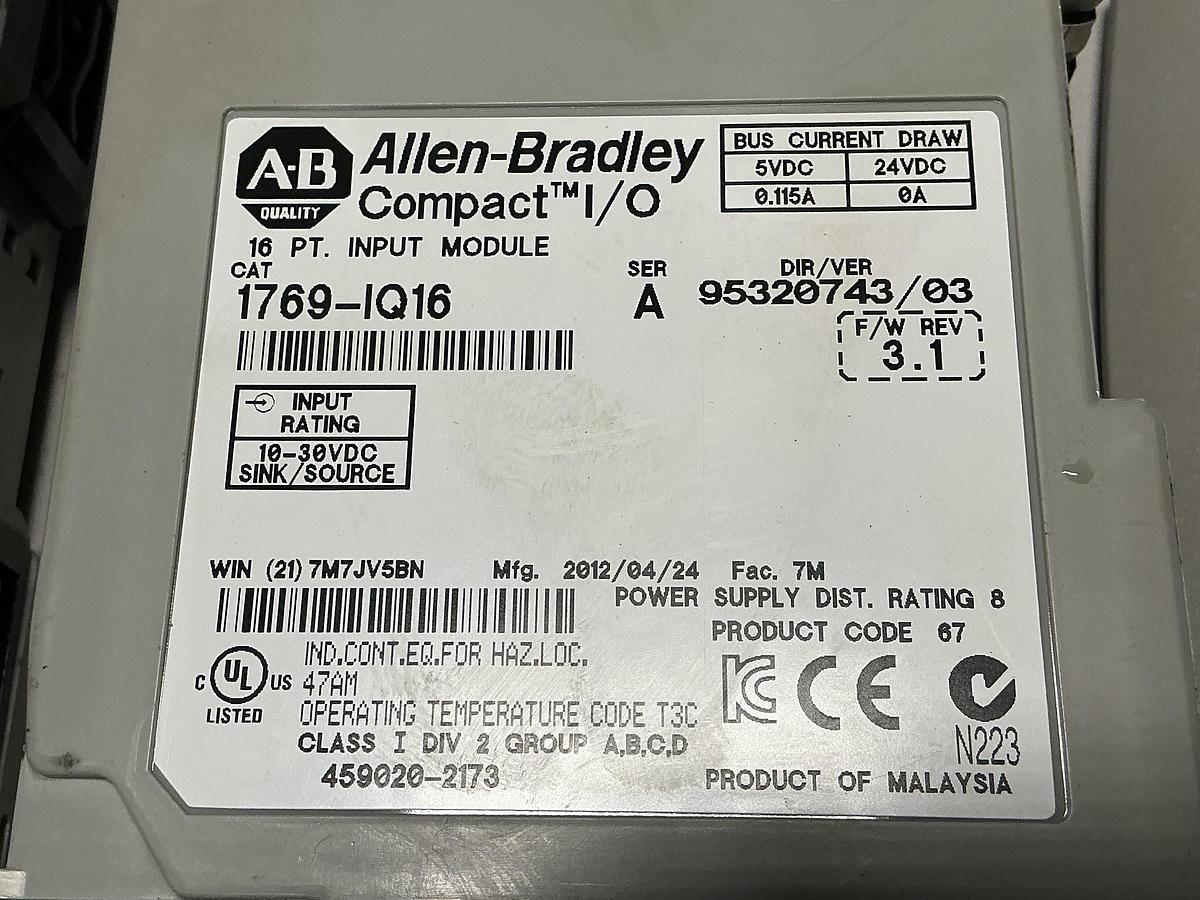 A-B
QUALITY
Allen-Bradley
Compact™ I/O
BUS CURRENT DRAW
5VDC 24VDC
0.115A 0A
16 PT. INPUT MODULE
CAT SER DIR/VER
1769-IQ16 A 95320743/03
F/W REV
3.1
INPUT
RATING
10-30VDC
SINK/SOURCE
WIN (21) 7M7JV5BN Mfg. 2012/04/24 Fac. 7M
POWER SUPPLY DIST. RATING 8
PRODUCT CODE 67
C UL US
LISTED
IND.CONT.EQ.FOR HAZ.LOC.
47AM
OPERATING TEMPERATURE CODE T3C
CLASS I DIV 2 GROUP A,B,C,D
459020-2173
KC CE
N223
PRODUCT OF MALAYSIA